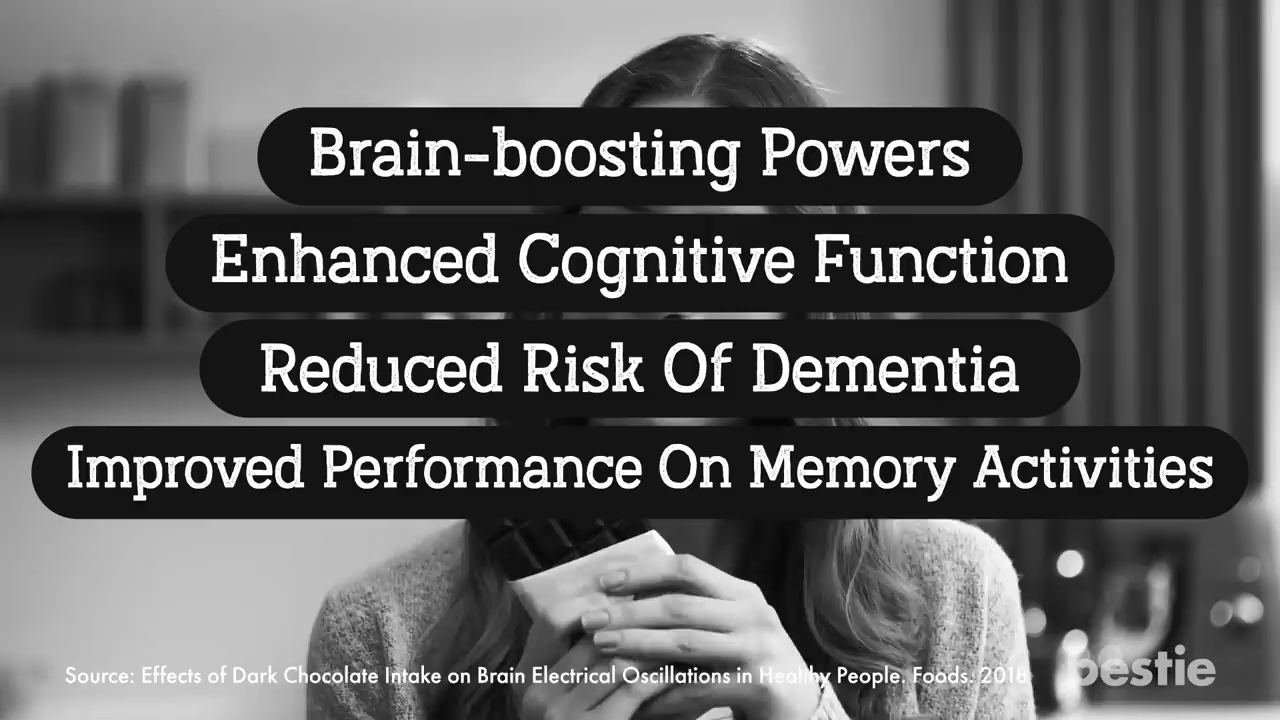 Brain-boosting Powers
Enhanced Cognitive Function
Reduced Risk Of Dementia
Improved Performance On Memory Activities
Source: Effects of Dark Chocolate Intake on Brain Electrical Oscillations in Healthy People. Foods. 2018
bestie